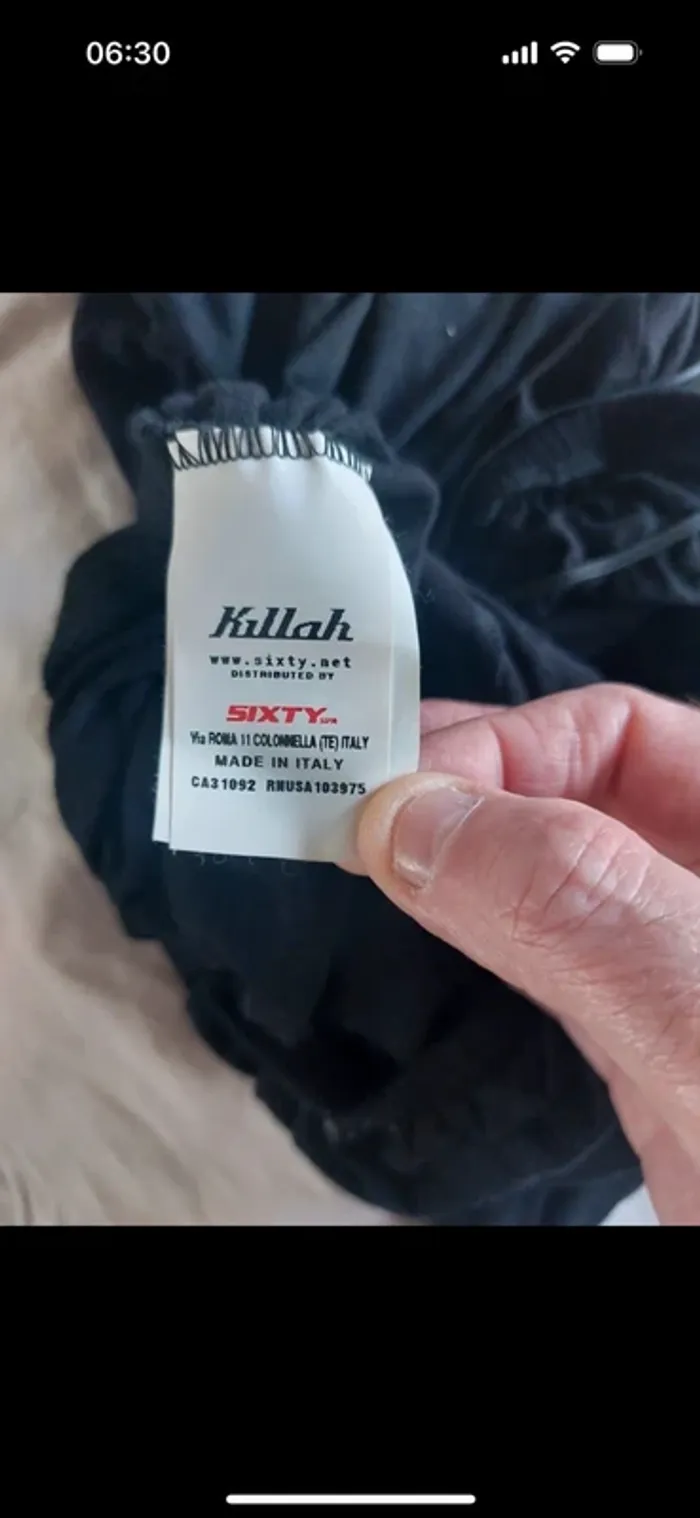 06:30
Killah
www.sixty.net
DISTRIBUTED BY
SIXTY SPA
Via ROMA 11 COLONNELLA (TE) ITALY
MADE IN ITALY
CA31092 RNUSA103975